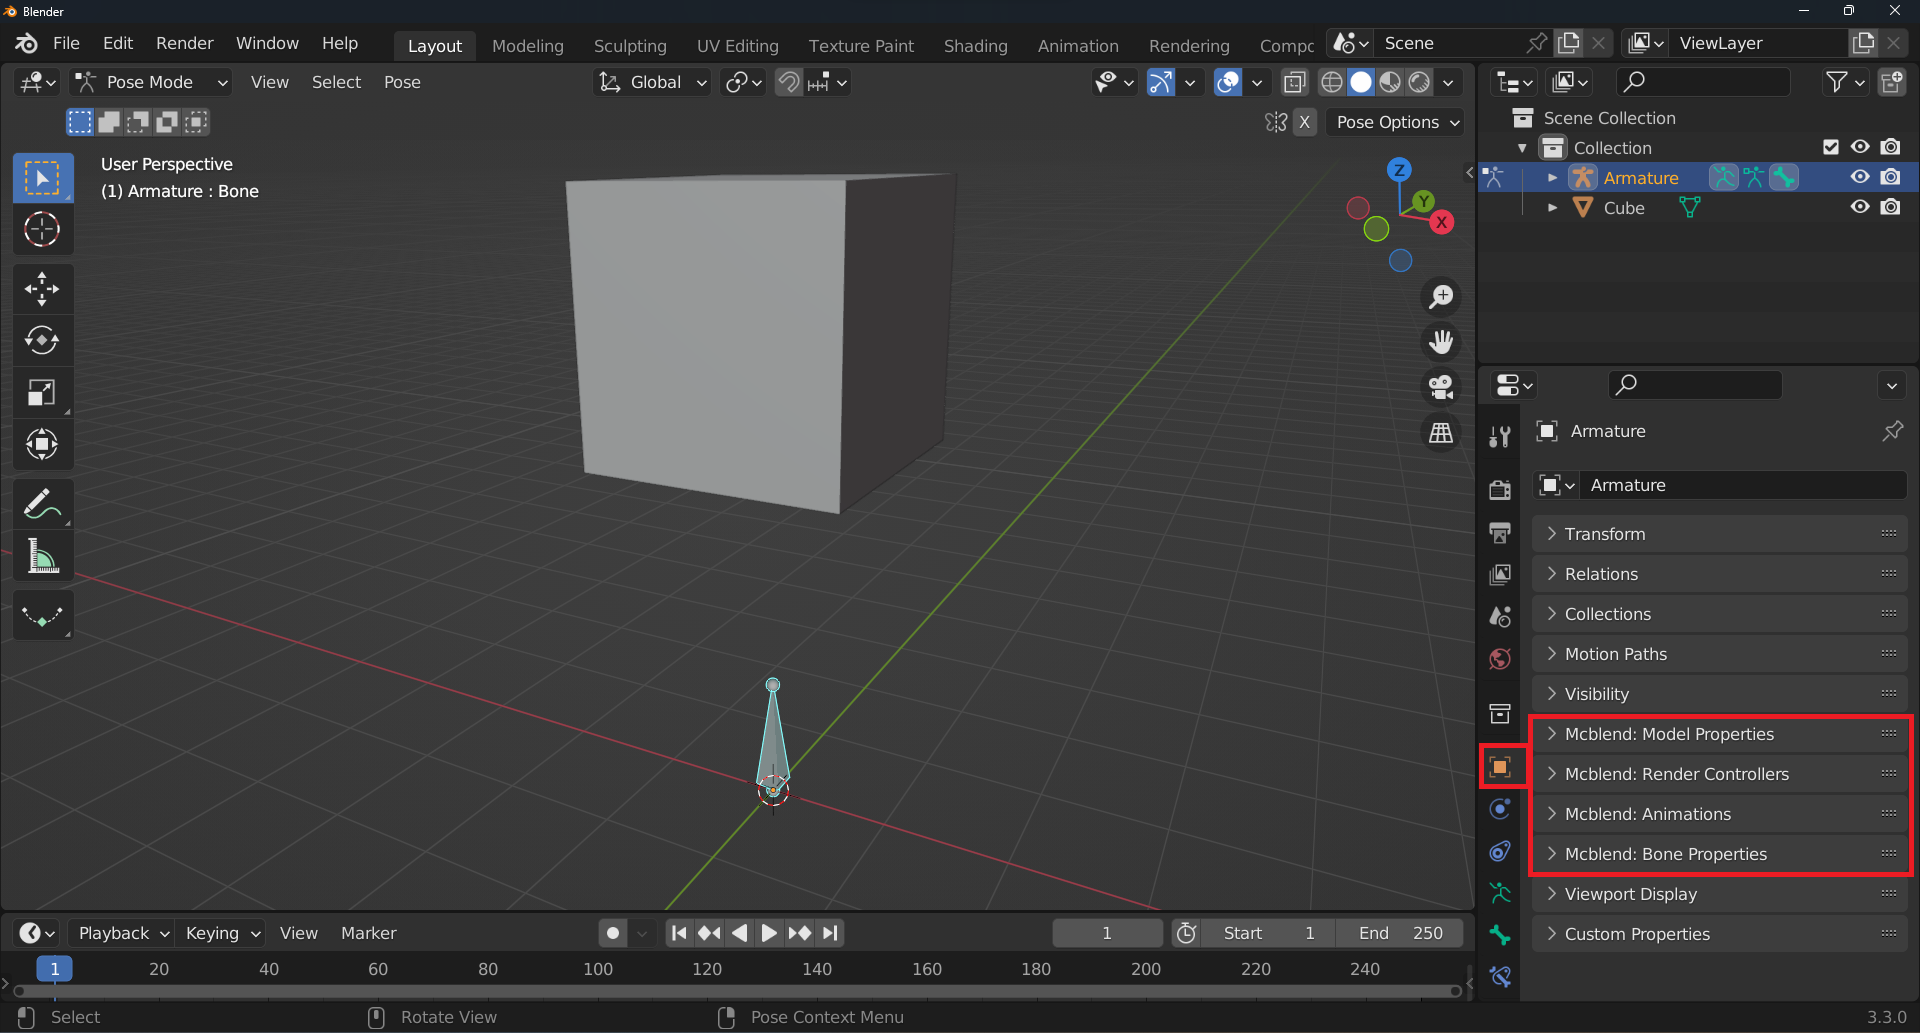 Blender
File Edit Render Window Help Layout Modeling Sculpting UV Editing Texture Paint Shading Animation Rendering Compc Scene ViewLayer
Pose Mode View Select Pose Global
X Pose Options
User Perspective
(1) Armature : Bone
Z
Y
X
Scene Collection
Collection
Armature
Cube
Armature
Armature
Transform
Relations
Collections
Motion Paths
Visibility
Mcblend: Model Properties
Mcblend: Render Controllers
Mcblend: Animations
Mcblend: Bone Properties
Viewport Display
Custom Properties
Playback Keying View Marker 1 Start 1 End 250
1 20 40 60 80 100 120 140 160 180 200 220 240
Select Rotate View Pose Context Menu 3.3.0